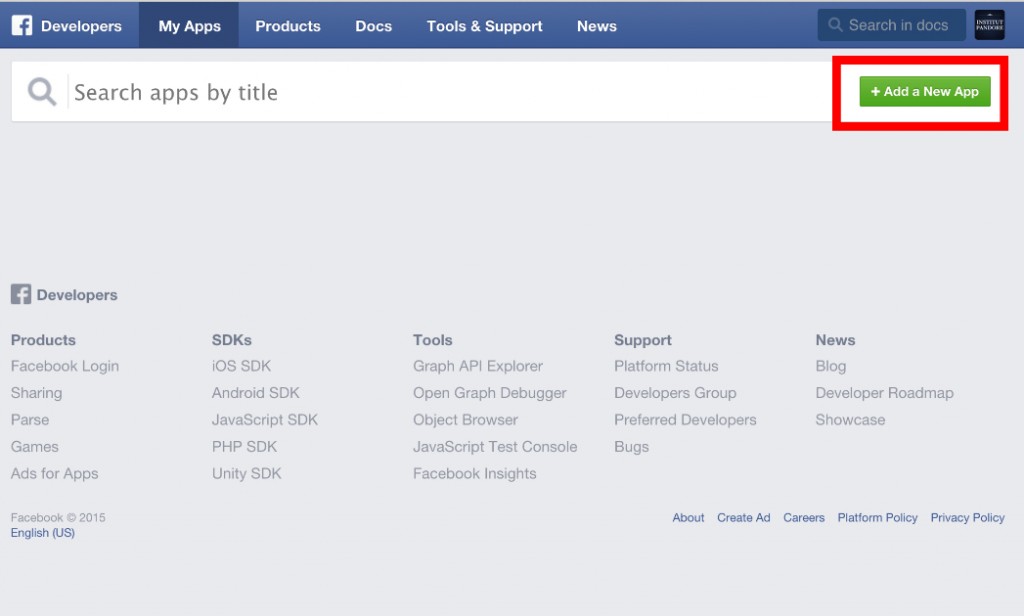 Developers My Apps Products Docs Tools & Support News Search in docs INSTITUT PANDORE
Search apps by title + Add a New App
Developers
Products SDKs Tools Support News
Facebook Login iOS SDK Graph API Explorer Platform Status Blog
Sharing Android SDK Open Graph Debugger Developers Group Developer Roadmap
Parse JavaScript SDK Object Browser Preferred Developers Showcase
Games PHP SDK JavaScript Test Console Bugs
Ads for Apps Unity SDK Facebook Insights
Facebook © 2015 About Create Ad Careers Platform Policy Privacy Policy
English (US)